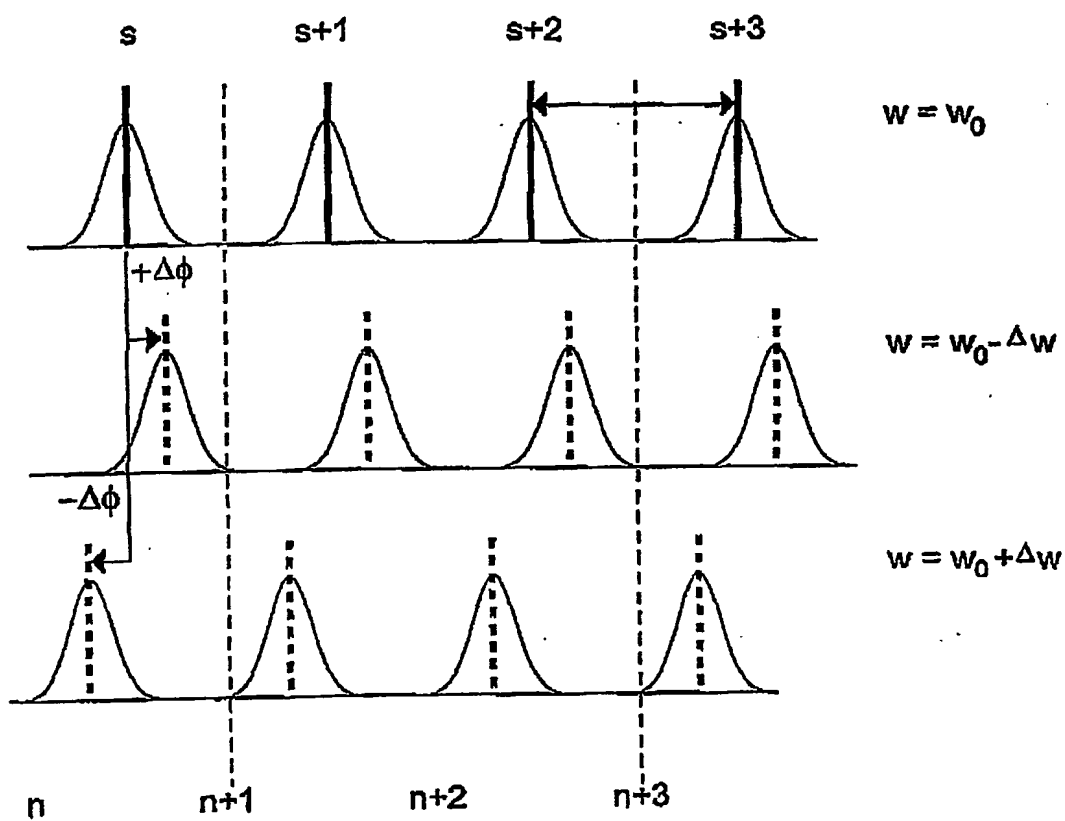 s s+1 s+2 s+3
w = w₀
+Δϕ
w = w₀-Δw
-Δϕ
w = w₀+Δw
n n+1 n+2 n+3